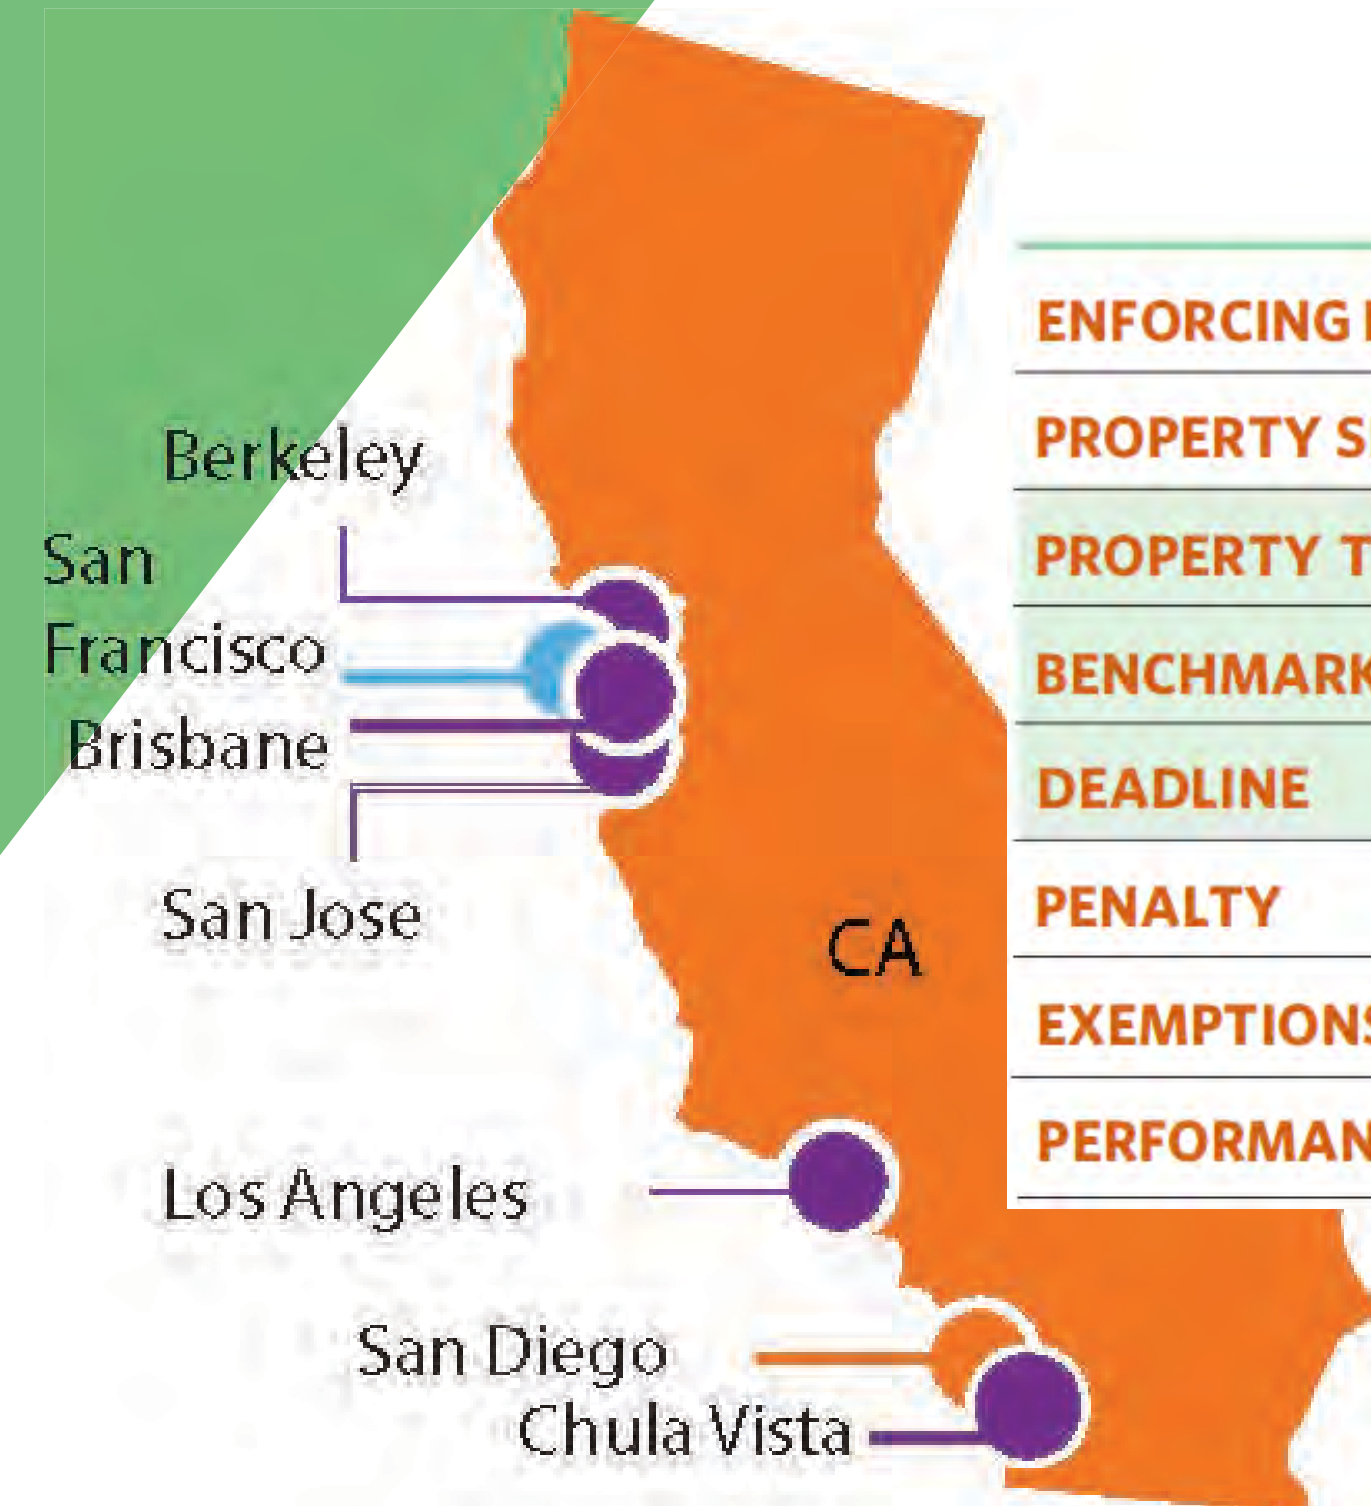 Berkeley
San
Francisco
Brisbane
San Jose
CA
Los Angeles
San Diego
Chula Vista
ENFORCING
PROPERTY
PROPERTY
BENCHMARK
DEADLINE
PENALTY
EXEMPTIONS
PERFORMAN